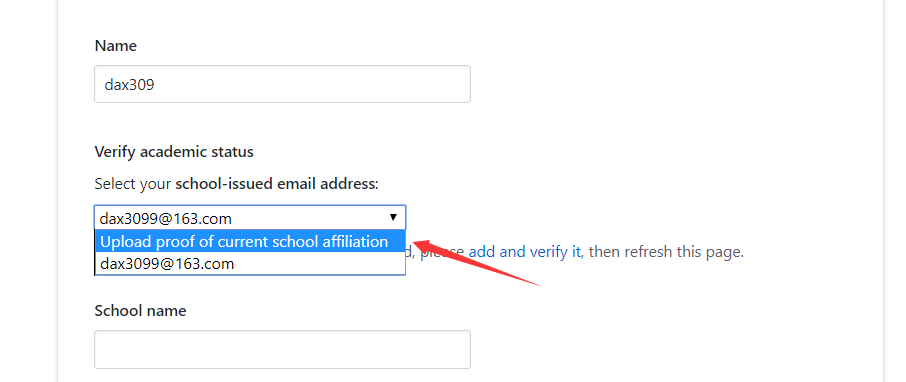 Name
dax309
Verify academic status
Select your school-issued email address:
dax3099@163.com
Upload proof of current school affiliation
d, please add and verify it, then refresh this page.
dax3099@163.com
School name